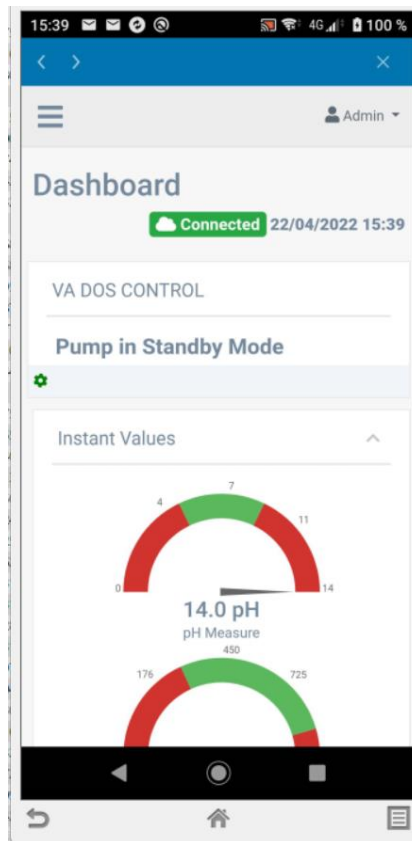 15:39 4G 100 %
Admin
Dashboard
Connected 22/04/2022 15:39
VA DOS CONTROL
Pump in Standby Mode
Instant Values
7
4 11
0 14
14.0 pH
pH Measure
450
176 725